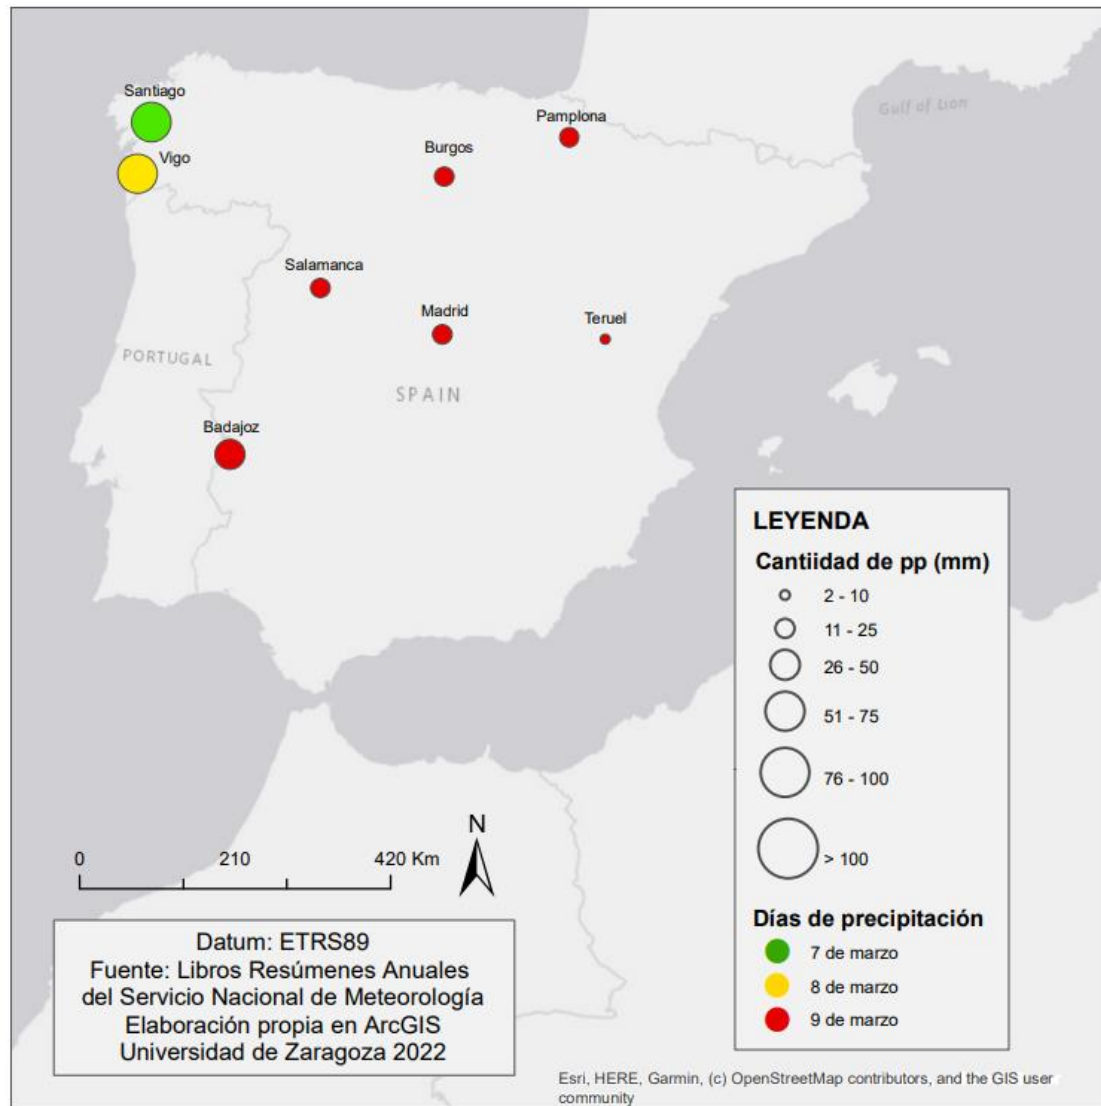 Gulf of Lion
Santiago
Pamplona
Burgos
Vigo
Salamanca
Madrid
Teruel
PORTUGAL
SPAIN
Badajoz
LEYENDA
Cantiidad de pp (mm)
2 - 10
11 - 25
26 - 50
51 - 75
76 - 100
> 100
Días de precipitación
7 de marzo
8 de marzo
9 de marzo
N
0 210 420 Km
Datum: ETRS89
Fuente: Libros Resúmenes Anuales
del Servicio Nacional de Meteorología
Elaboración propia en ArcGIS
Universidad de Zaragoza 2022
Esri, HERE, Garmin, (c) OpenStreetMap contributors, and the GIS user
community